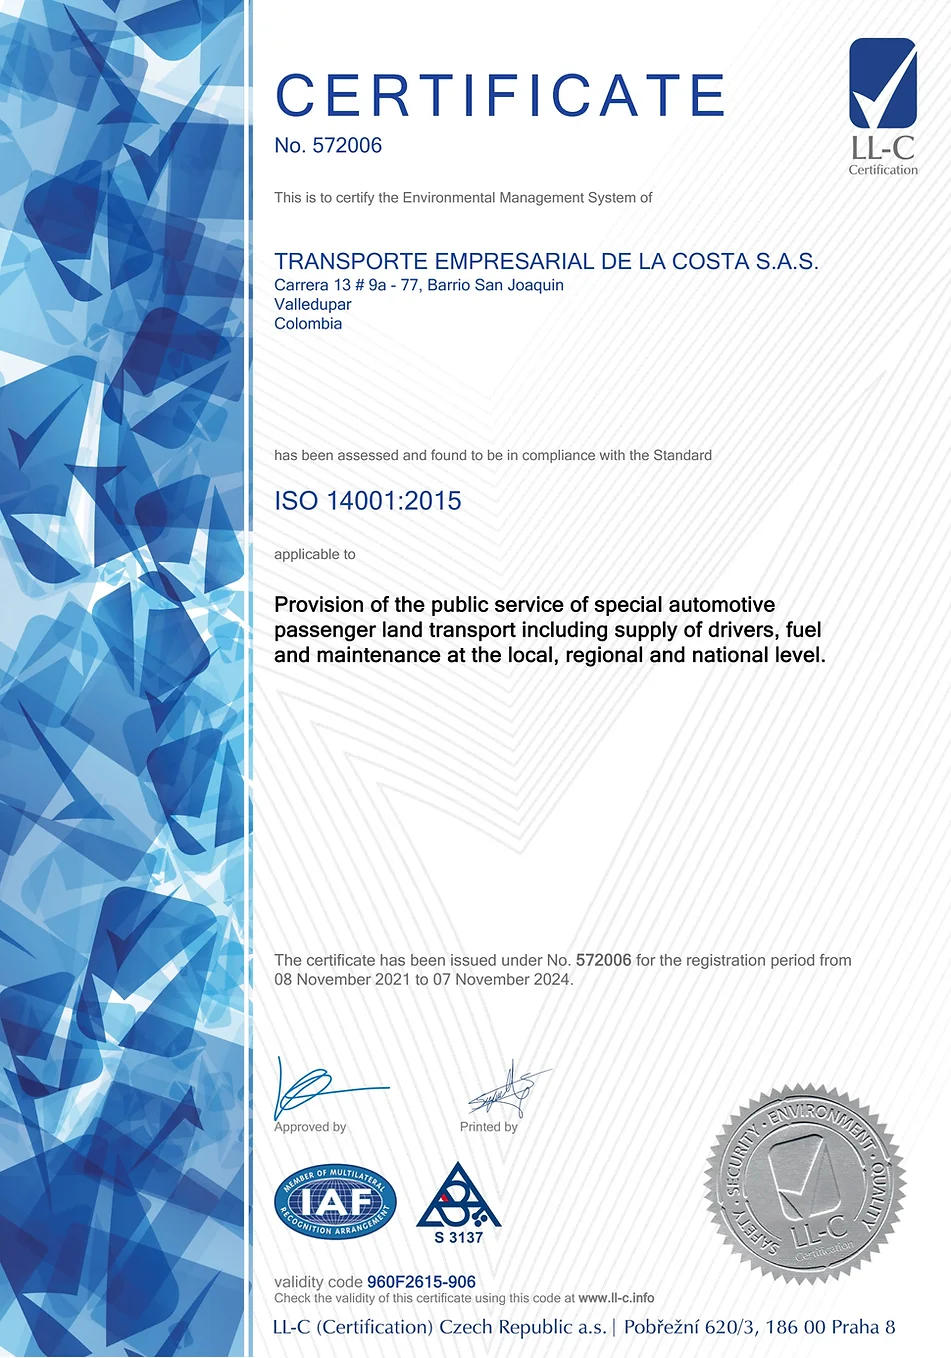 CERTIFICATE
No. 572006
LL-C
Certification
This is to certify the Environmental Management System of
TRANSPORTE EMPRESARIAL DE LA COSTA S.A.S.
Carrera 13 # 9a - 77, Barrio San Joaquin
Valledupar
Colombia
has been assessed and found to be in compliance with the Standard
ISO 14001:2015
applicable to
Provision of the public service of special automotive
passenger land transport including supply of drivers, fuel
and maintenance at the local, regional and national level.
The certificate has been issued under No. 572006 for the registration period from
08 November 2021 to 07 November 2024.
Approved by
Printed by
MEMBER OF MULTILATERAL
IAF
RECOGNITION ARRANGEMENT
S 3137
SAFETY · SECURITY · ENVIRONMENT · QUALITY
LL-C
Certification
validity code 960F2615-906
Check the validity of this certificate using this code at www.ll-c.info
LL-C (Certification) Czech Republic a.s. | Pobřežní 620/3, 186 00 Praha 8